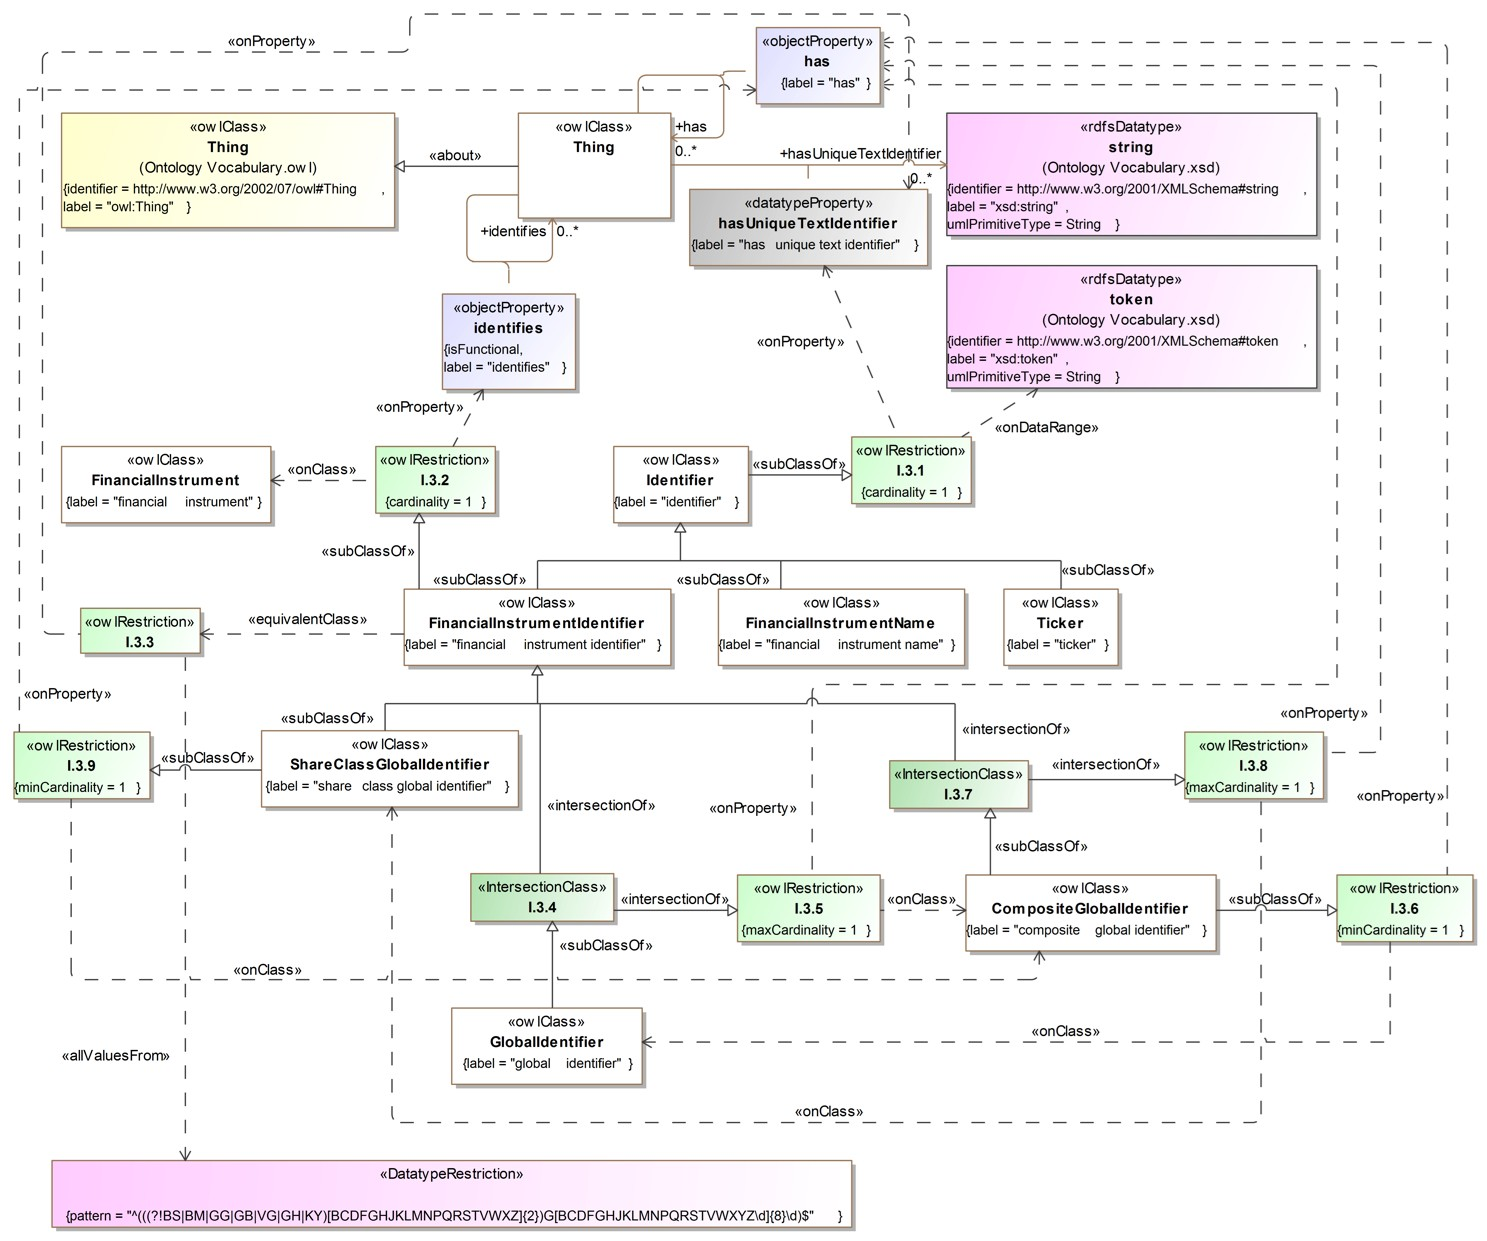 «onProperty»
«objectProperty»
has
{label = "has" }
«owlClass»
Thing
(Ontology Vocabulary.owl)
{identifier = http://www.w3.org/2002/07/owl#Thing ,
label = "owl:Thing" }
«about»
«owlClass»
Thing
+has
0..*
+hasUniqueTextIdentifier
0..*
«rdfsDatatype»
string
(Ontology Vocabulary.xsd)
{identifier = http://www.w3.org/2001/XMLSchema#string ,
label = "xsd:string" ,
umlPrimitiveType = String }
«datatypeProperty»
hasUniqueTextIdentifier
{label = "has unique text identifier" }
+identifies
0..*
«rdfsDatatype»
token
(Ontology Vocabulary.xsd)
{identifier = http://www.w3.org/2001/XMLSchema#token ,
label = "xsd:token" ,
umlPrimitiveType = String }
«objectProperty»
identifies
{isFunctional,
label = "identifies" }
«onProperty»
«onProperty»
«onDataRange»
«owlClass»
FinancialInstrument
{label = "financial instrument" }
«onClass»
«owlRestriction»
I.3.2
{cardinality = 1 }
«owlClass»
Identifier
{label = "identifier" }
«subClassOf»
«owlRestriction»
I.3.1
{cardinality = 1 }
«subClassOf»
«subClassOf»
«subClassOf»
«subClassOf»
«owlRestriction»
I.3.3
«equivalentClass»
«owlClass»
FinancialInstrumentIdentifier
{label = "financial instrument identifier" }
«owlClass»
FinancialInstrumentName
{label = "financial instrument name" }
«owlClass»
Ticker
{label = "ticker" }
«onProperty»
«subClassOf»
«intersectionOf»
«onProperty»
«owlRestriction»
I.3.9
{minCardinality = 1 }
«subClassOf»
«owlClass»
ShareClassGlobalIdentifier
{label = "share class global identifier" }
«IntersectionClass»
I.3.7
«intersectionOf»
«owlRestriction»
I.3.8
{maxCardinality = 1 }
«intersectionOf»
«onProperty»
«onProperty»
«subClassOf»
«IntersectionClass»
I.3.4
«intersectionOf»
«owlRestriction»
I.3.5
{maxCardinality = 1 }
«onClass»
«owlClass»
CompositeGlobalIdentifier
{label = "composite global identifier" }
«subClassOf»
«owlRestriction»
I.3.6
{minCardinality = 1 }
«subClassOf»
«onClass»
«owlClass»
GlobalIdentifier
{label = "global identifier" }
«onClass»
«allValuesFrom»
«onClass»
«DatatypeRestriction»
{pattern = "^(((?!BS|BM|GG|GB|VG|GH|KY)[BCDFGHJKLMNPQRSTVWXZ]{2})G[BCDFGHJKLMNPQRSTVWXYZ\d]{8}\d)$" }